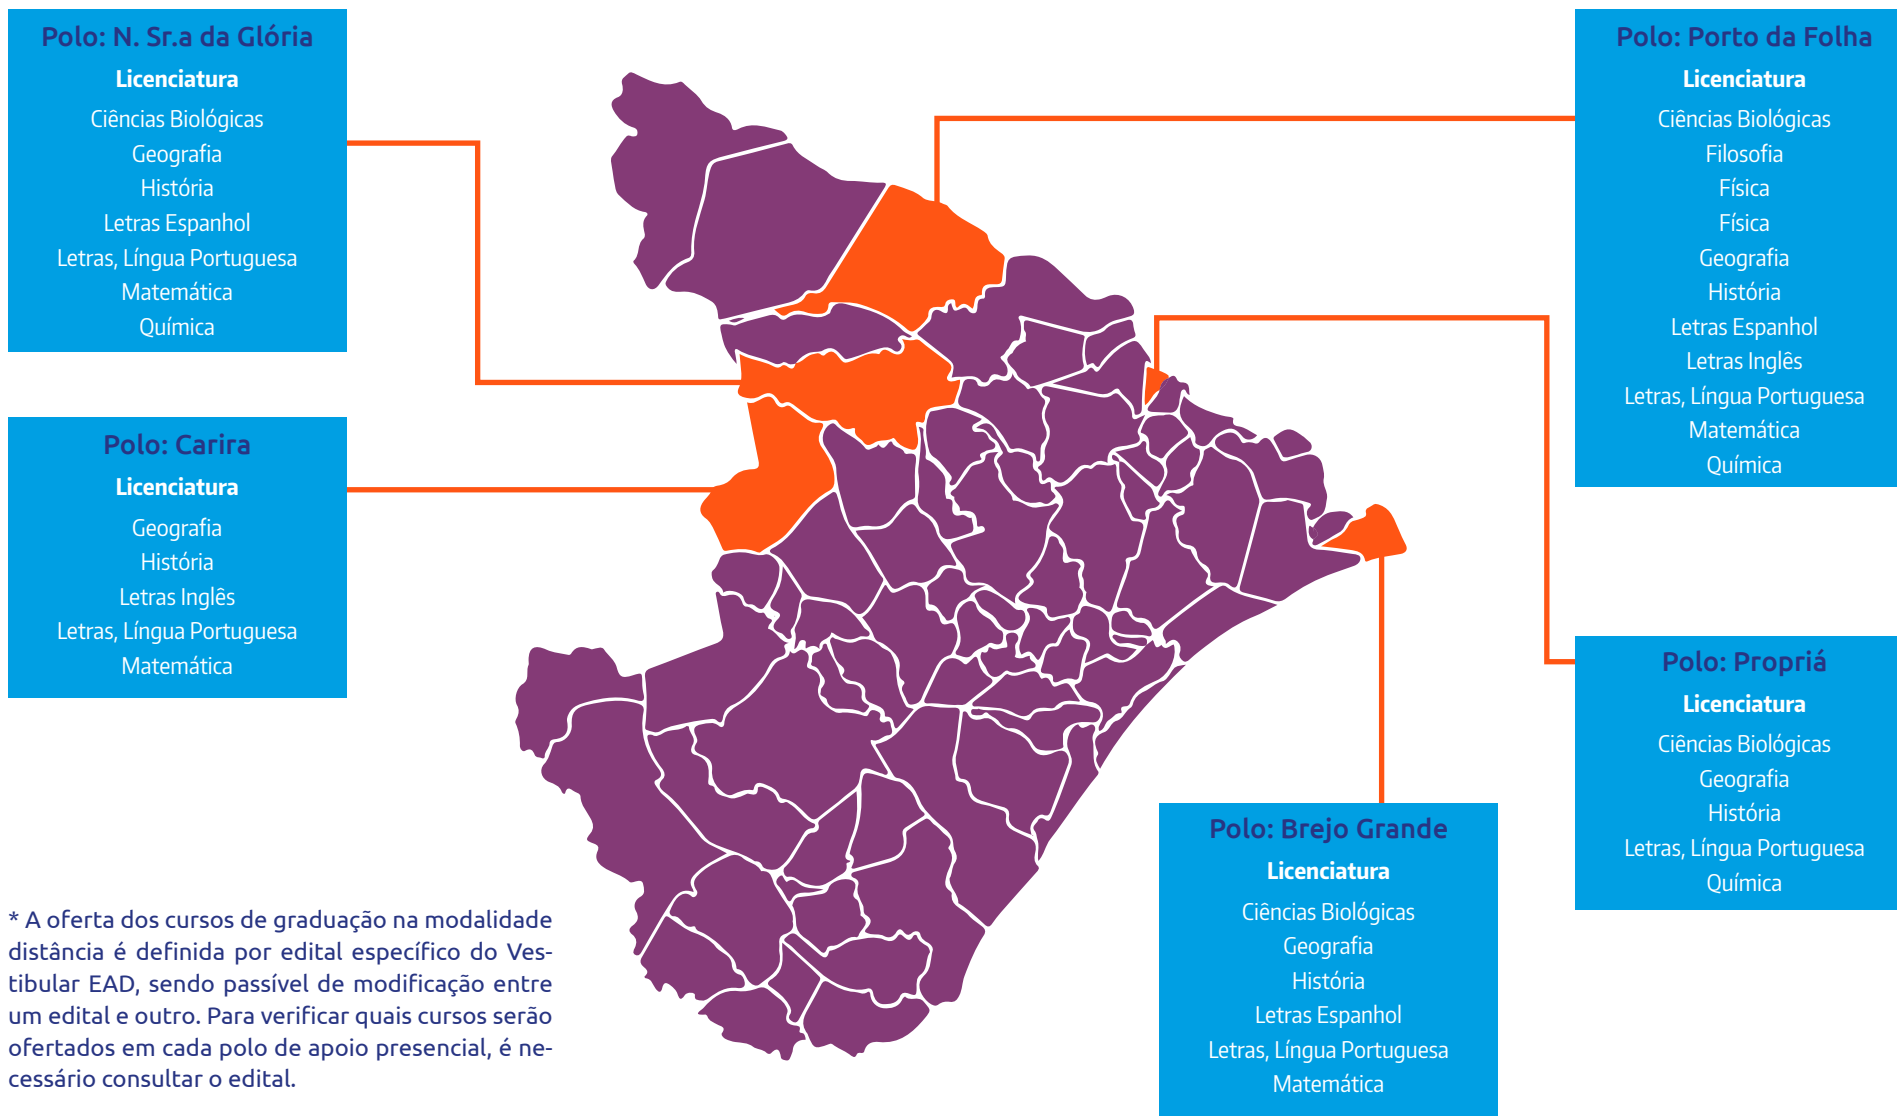 Polo: N. Sr.a da Glória
Licenciatura
Ciências Biológicas
Geografia
História
Letras Espanhol
Letras, Língua Portuguesa
Matemática
Química
Polo: Carira
Licenciatura
Geografia
História
Letras Inglês
Letras, Língua Portuguesa
Matemática
Polo: Porto da Folha
Licenciatura
Ciências Biológicas
Filosofia
Física
Física
Geografia
História
Letras Espanhol
Letras Inglês
Letras, Língua Portuguesa
Matemática
Química
Polo: Propriá
Licenciatura
Ciências Biológicas
Geografia
História
Letras, Língua Portuguesa
Química
Polo: Brejo Grande
Licenciatura
Ciências Biológicas
Geografia
História
Letras Espanhol
Letras, Língua Portuguesa
Matemática
* A oferta dos cursos de graduação na modalidade
distância é definida por edital específico do Ves-
tibular EAD, sendo passível de modificação entre
um edital e outro. Para verificar quais cursos serão
ofertados em cada polo de apoio presencial, é ne-
cessário consultar o edital.